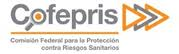 Cofepris
Comisión Federal para la Protección
contra Riesgos Sanitarios